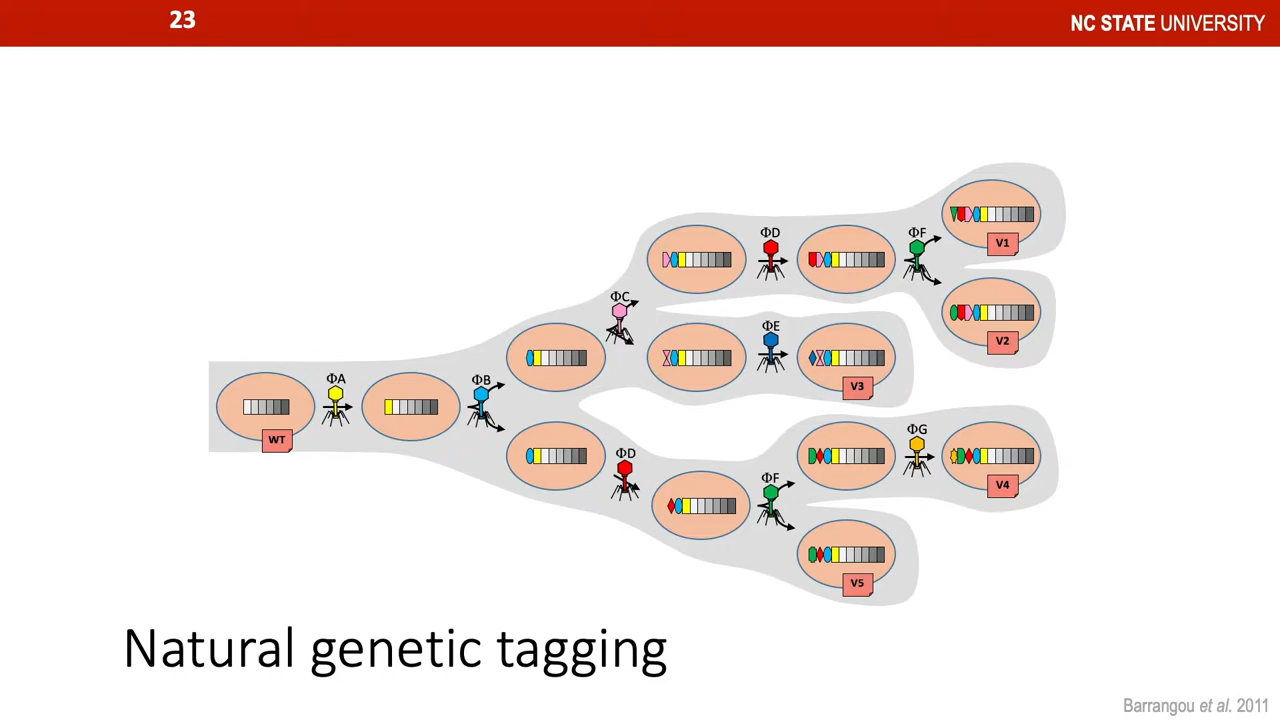 23
NC STATE UNIVERSITY
ΦD
ΦF
V1
ΦC
ΦE
V2
ΦA
ΦB
V3
WT
ΦD
ΦG
ΦF
V4
V5
Natural genetic tagging
Barrangou et al. 2011